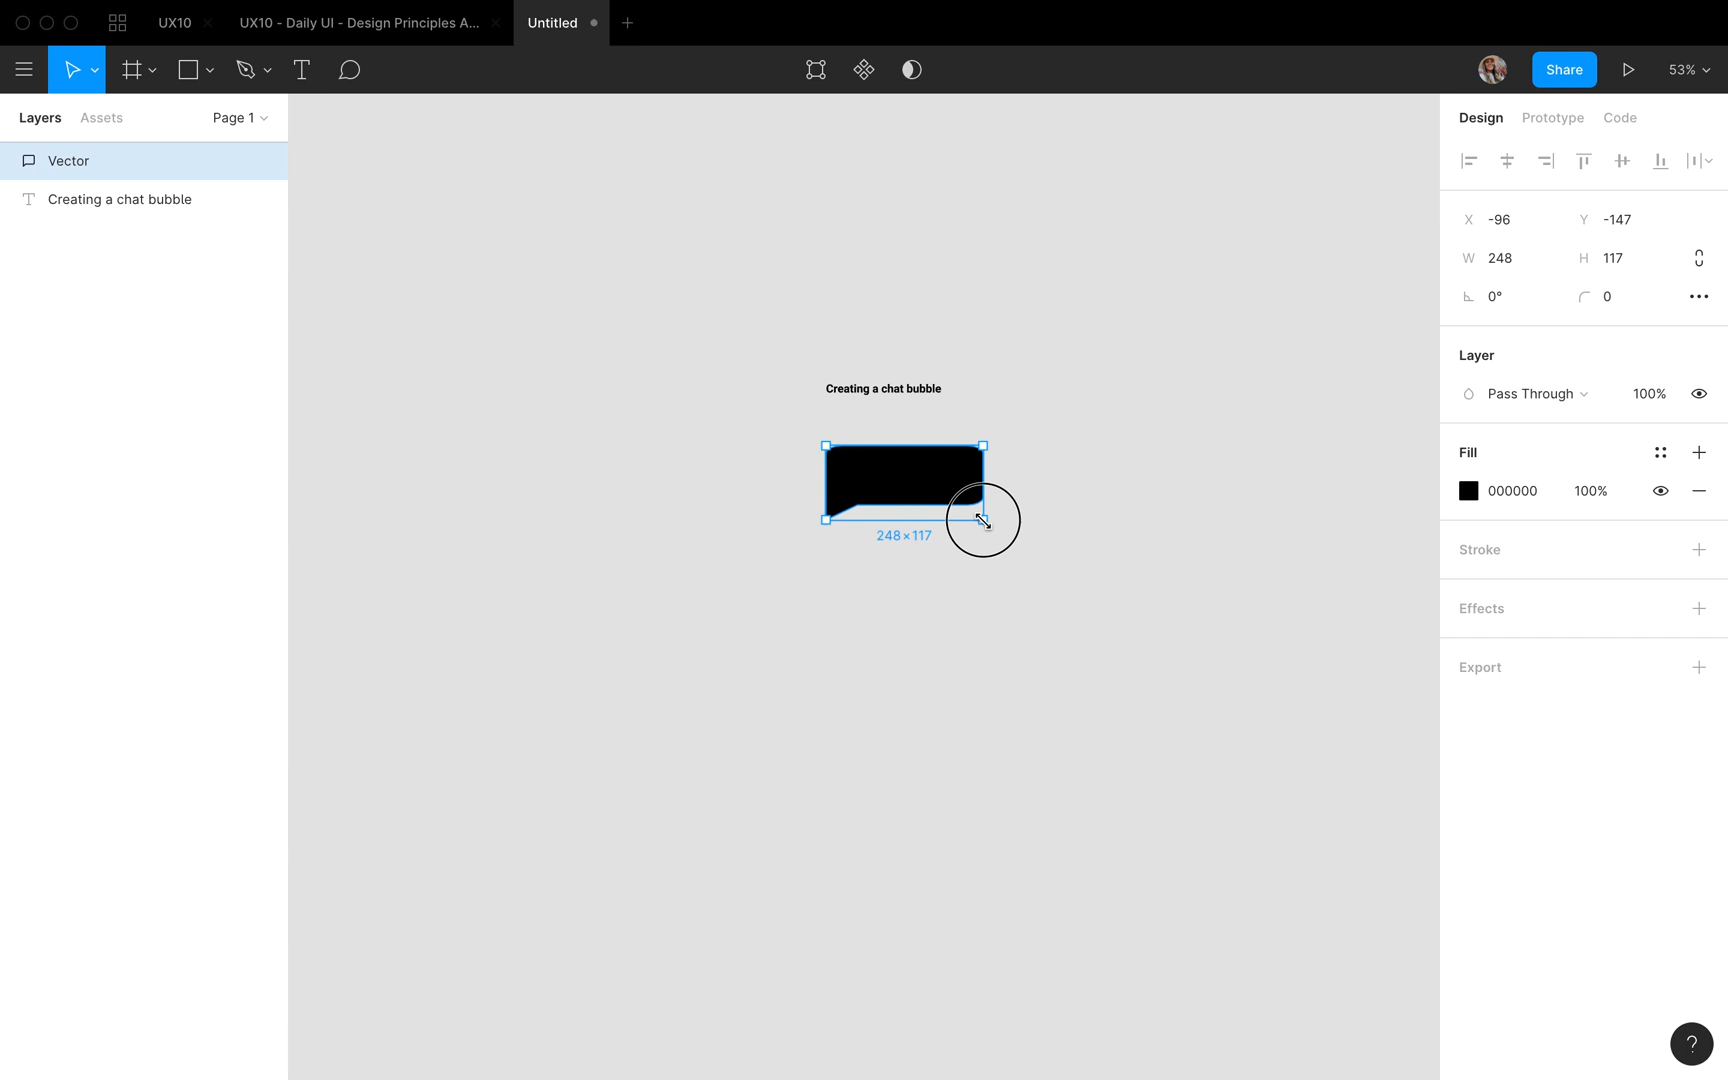 UX10 UX10 - Daily UI - Design Principles A... Untitled
Share 53%
Layers Assets Page 1
Vector
Creating a chat bubble
Creating a chat bubble
248 × 117
Design Prototype Code
X -96 Y -147
W 248 H 117
0° 0
Layer
Pass Through 100%
Fill
000000 100%
Stroke
Effects
Export
?